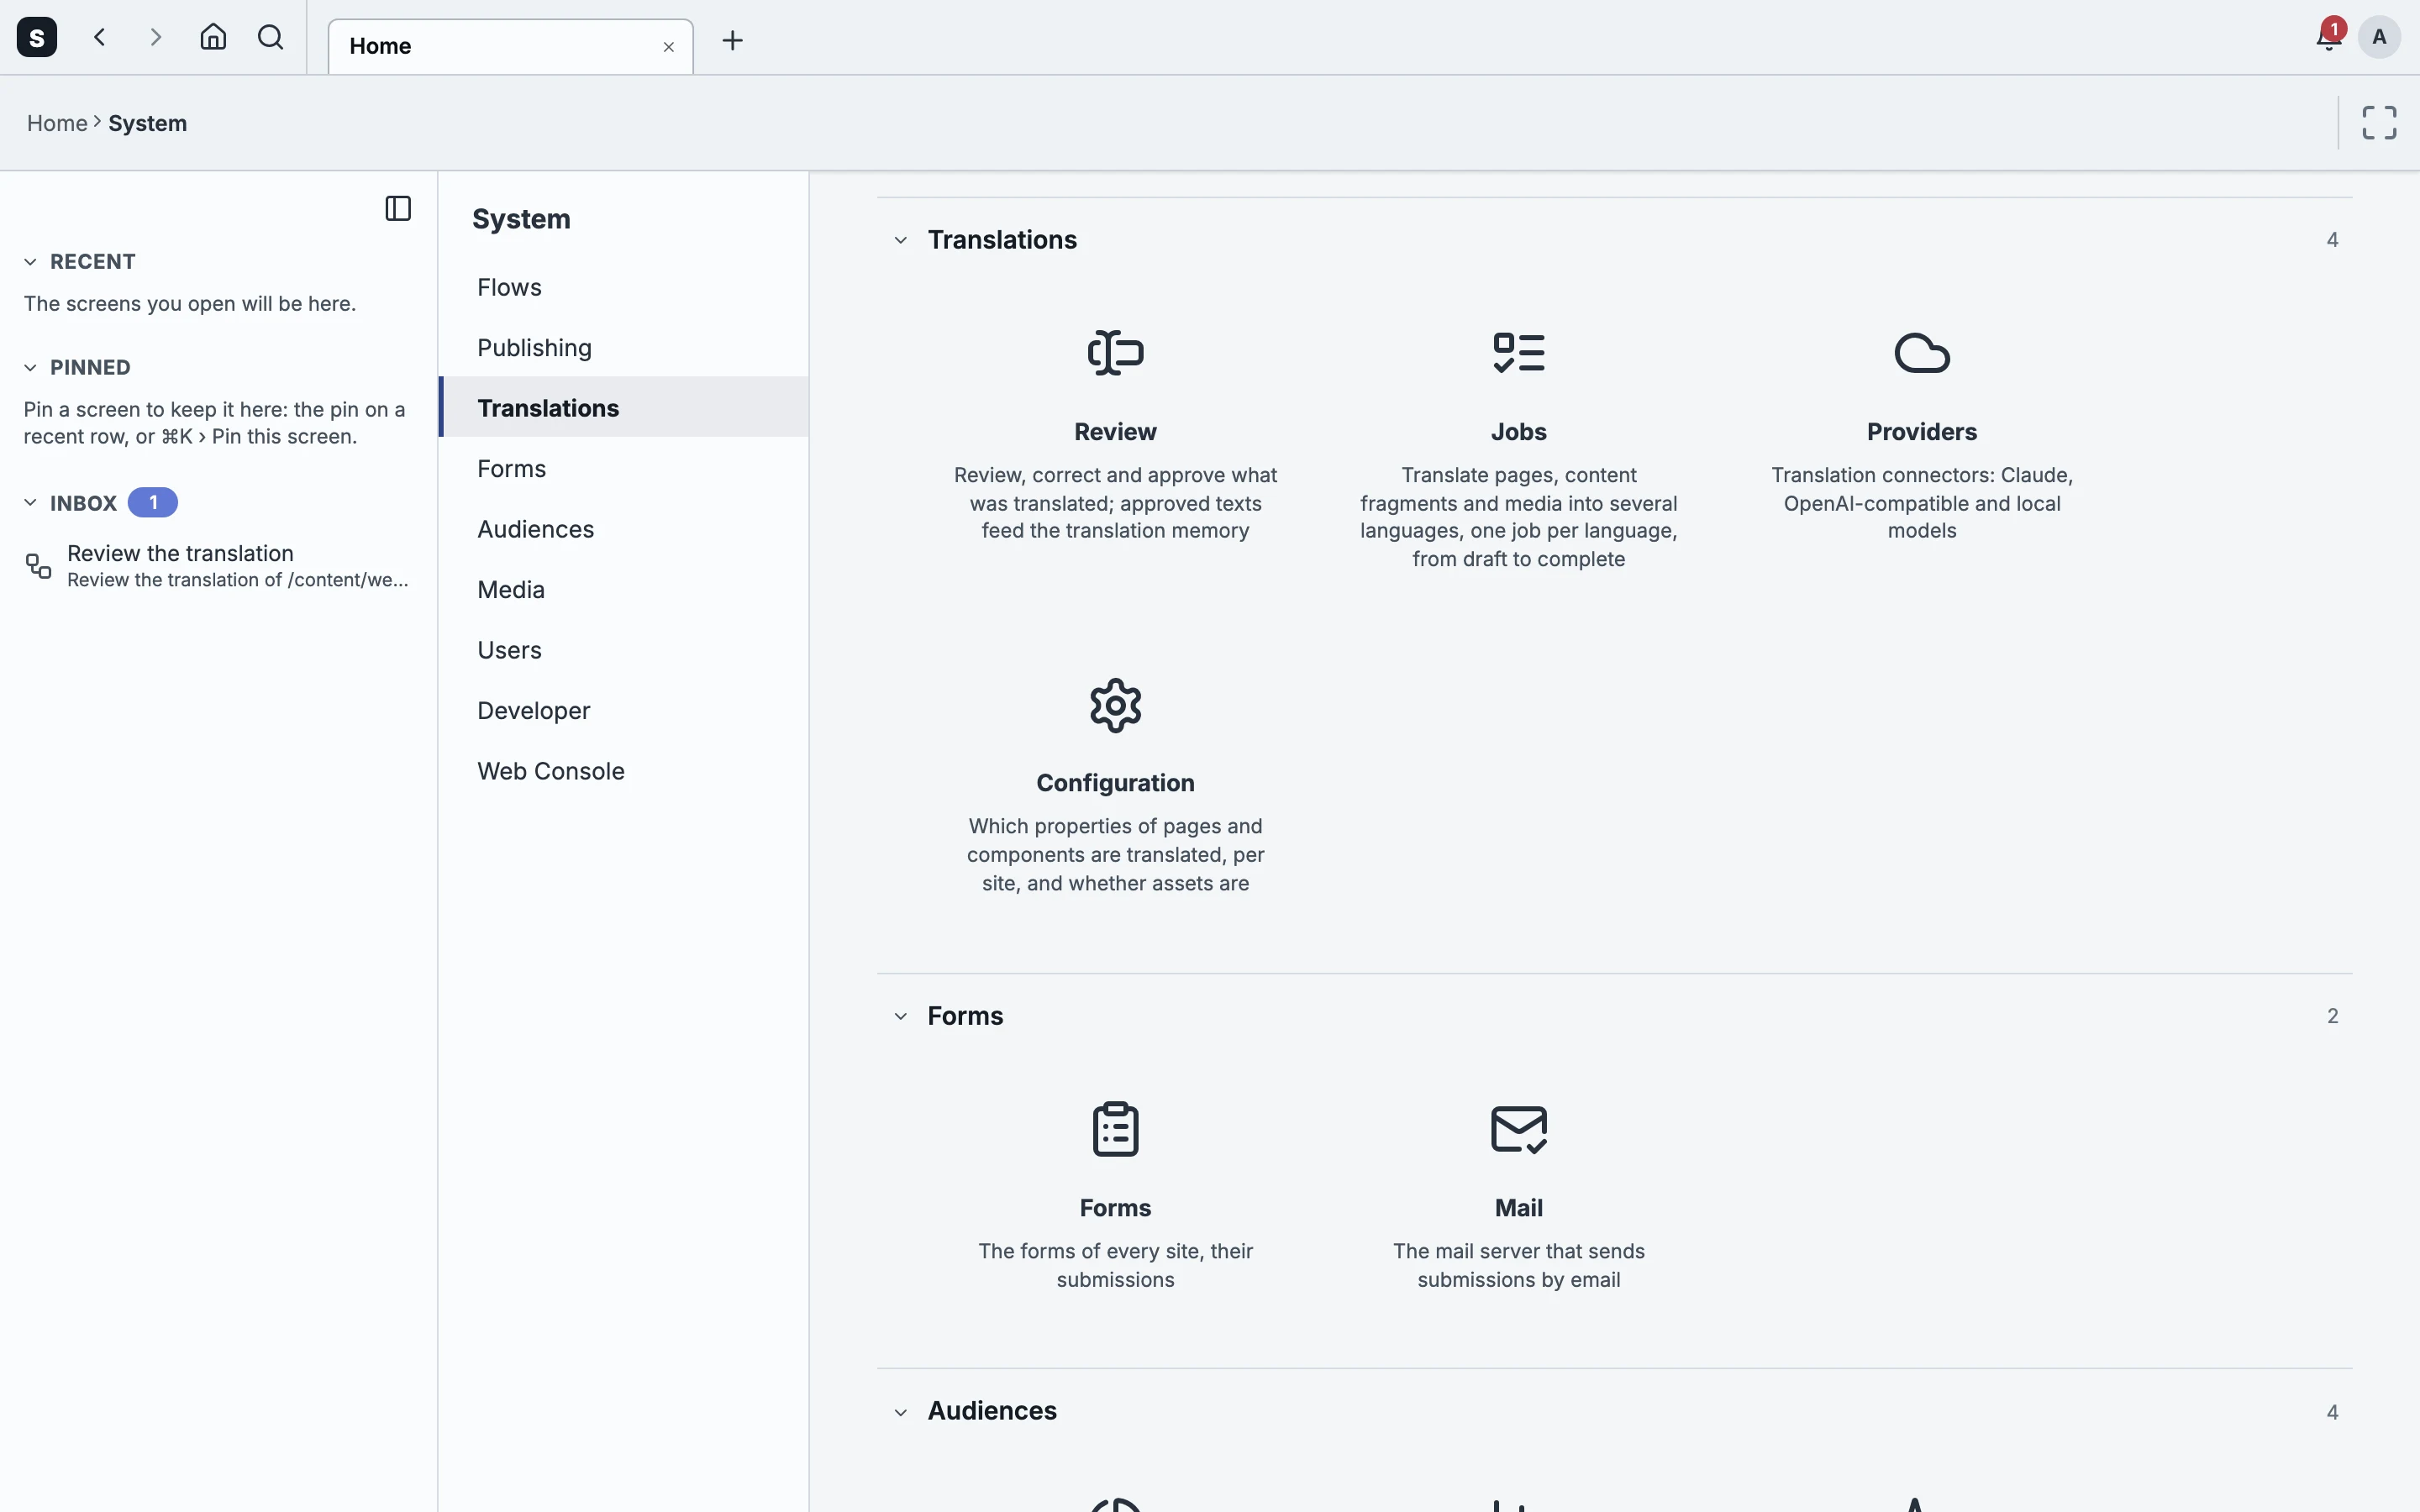 S
Home
1
A
Home
System
RECENT
The screens you open will be here.
PINNED
Pin a screen to keep it here: the pin on a
recent row, or ⌘K › Pin this screen.
INBOX 1
Review the translation
Review the translation of /content/we...
System
Flows
Publishing
Translations
Forms
Audiences
Media
Users
Developer
Web Console
Translations
4
Review
Review, correct and approve what
was translated; approved texts
feed the translation memory
Jobs
Translate pages, content
fragments and media into several
languages, one job per language,
from draft to complete
Providers
Translation connectors: Claude,
OpenAI-compatible and local
models
Configuration
Which properties of pages and
components are translated, per
site, and whether assets are
Forms
2
Forms
The forms of every site, their
submissions
Mail
The mail server that sends
submissions by email
Audiences
4